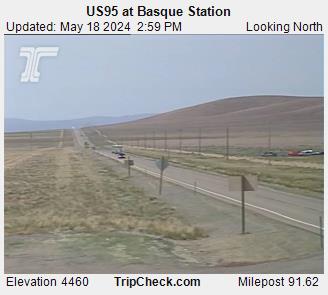 US95 at Basque Station
Updated: May 18 2024 2:59 PM Looking North
Elevation 4460 TripCheck.com Milepost 91.62